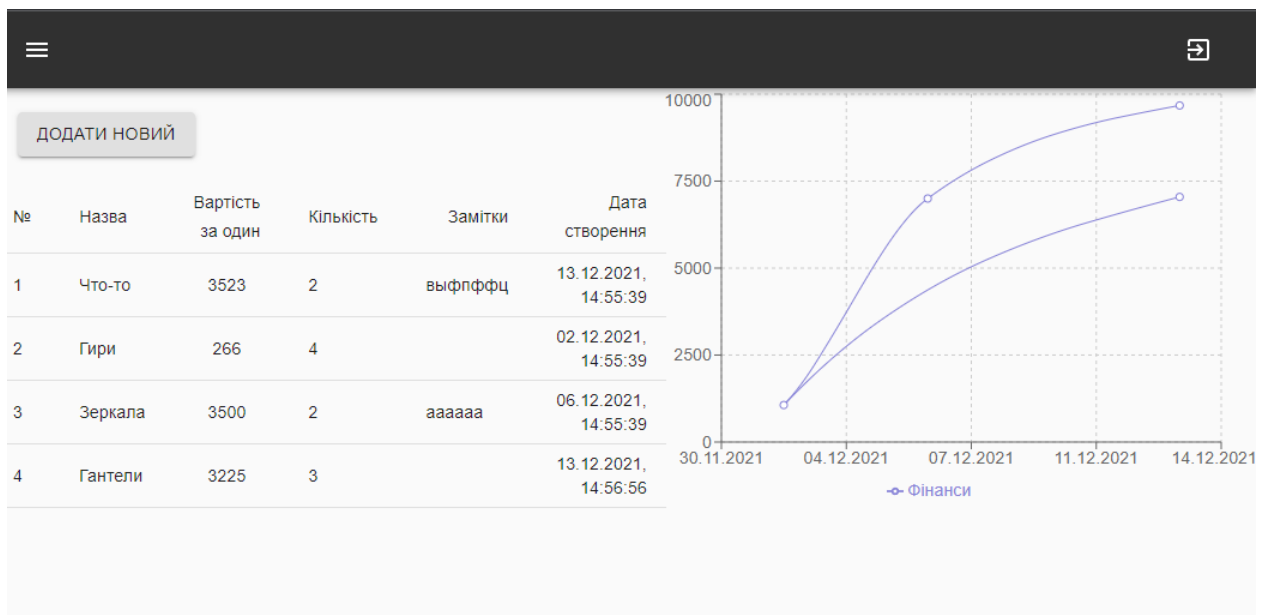 ДОДАТИ НОВИЙ
№ Назва Вартість за один Кількість Замітки Дата створення
1 Что-то 3523 2 выфпффц 13.12.2021, 14:55:39
2 Гири 266 4 02.12.2021, 14:55:39
3 Зеркала 3500 2 аааааа 06.12.2021, 14:55:39
4 Гантели 3225 3 13.12.2021, 14:56:56
10000
7500
5000
2500
0
30.11.2021 04.12.2021 07.12.2021 11.12.2021 14.12.2021
Фінанси